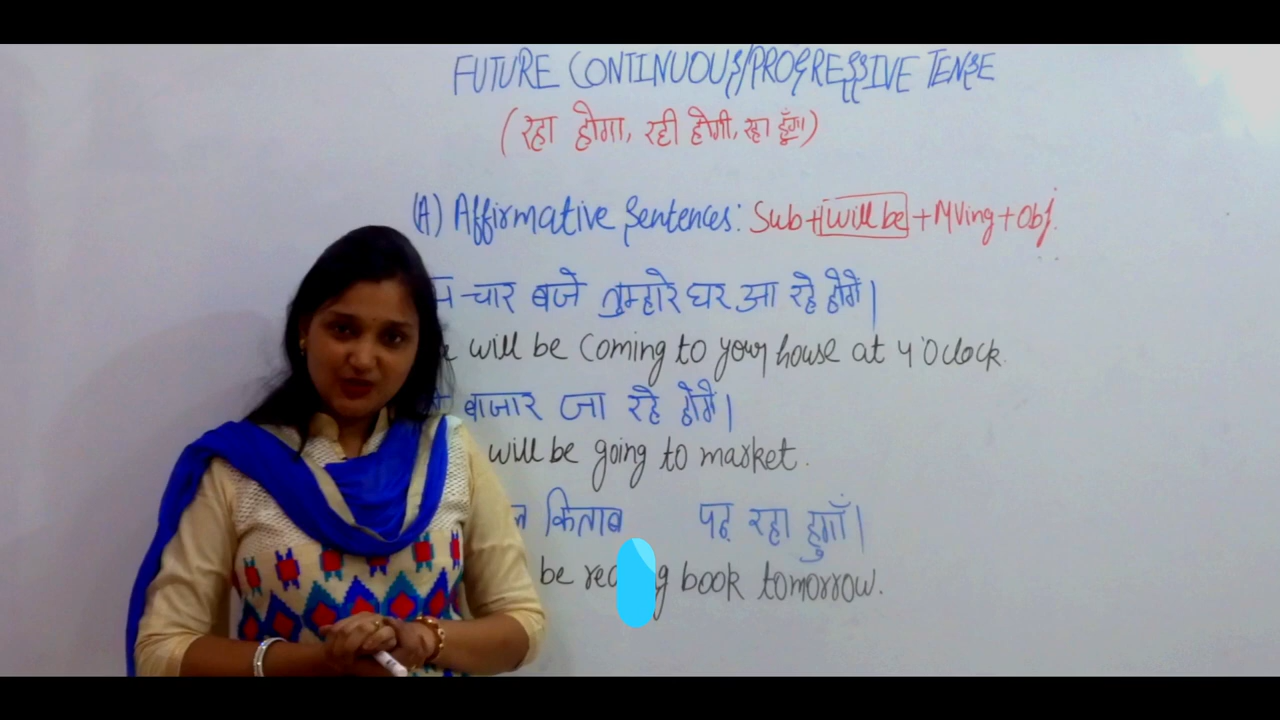 FUTURE CONTINUOUS/PROGRESSIVE TENSE
(रहा होगा, रही होगी, रहा हूँगा)
(A) Affirmative Sentences: Sub+will be+MVing+Obj.
चार बजे तुम्हारे घर आ रहे होगें।
will be Coming to your house at 4 'O clock.
बाजार जा रहे होगें।
will be going to market.
किताब पढ़ रहा हुगाँ।
be book tomorrow.